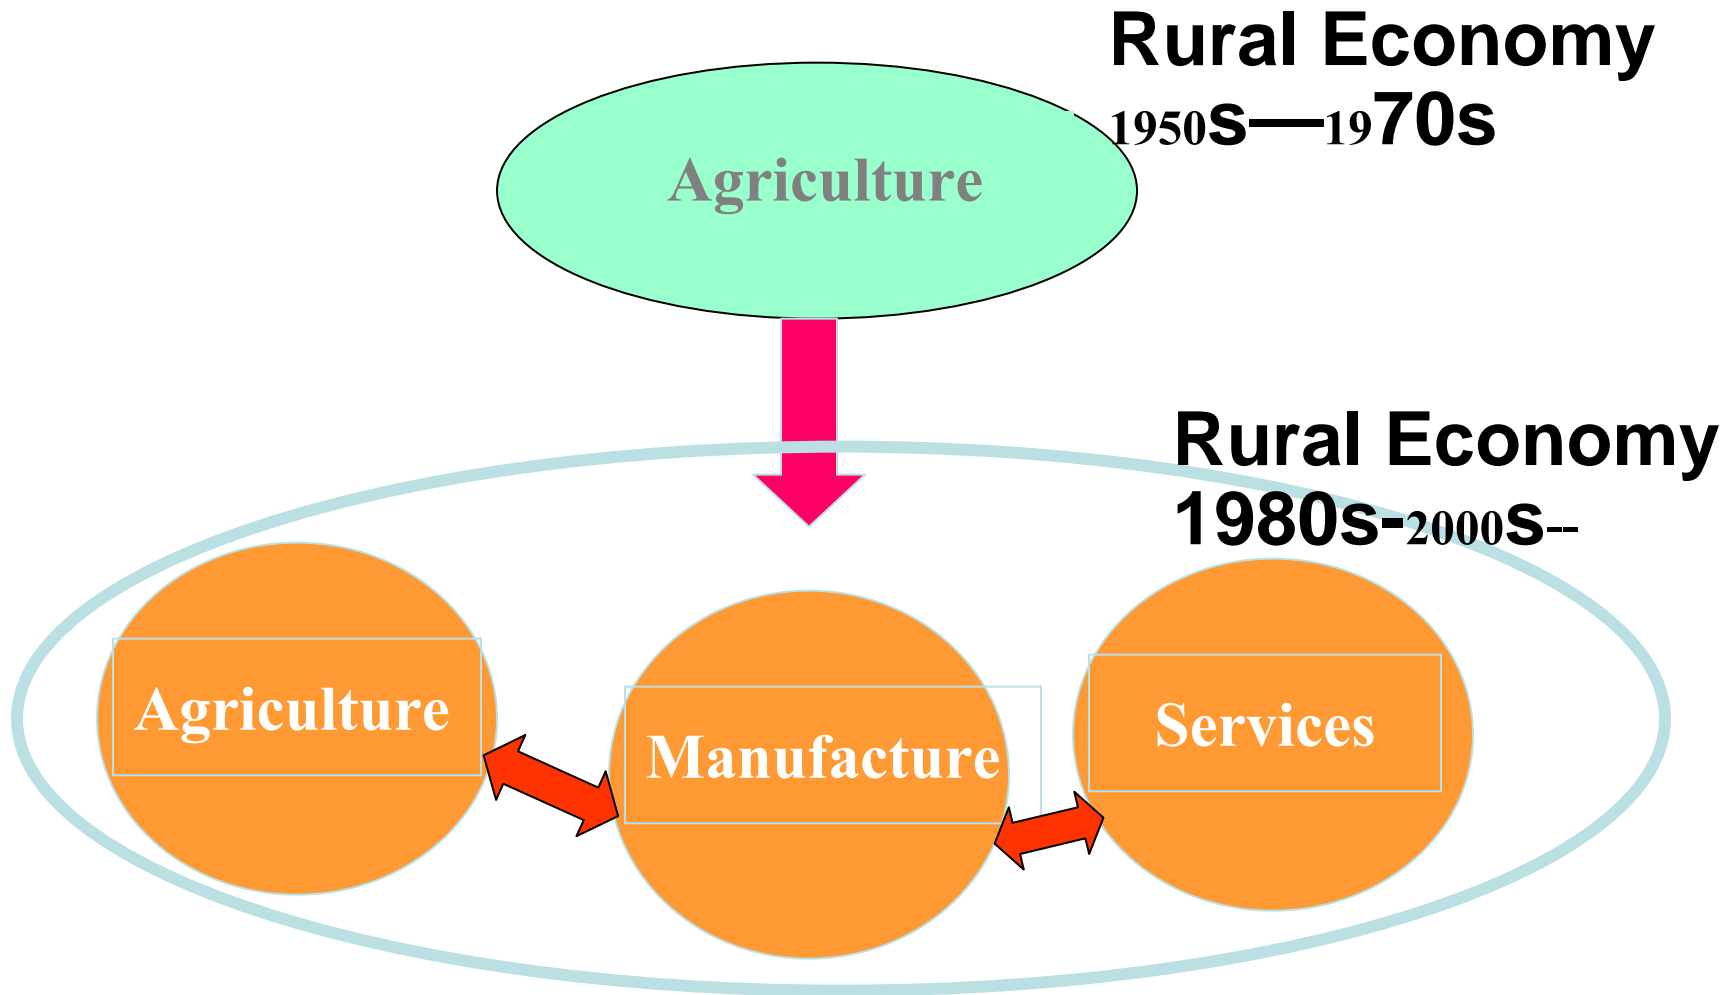 Rural Economy
1950s—1970s
Agriculture
Rural Economy
1980s-2000s--
Agriculture
Manufacture
Services